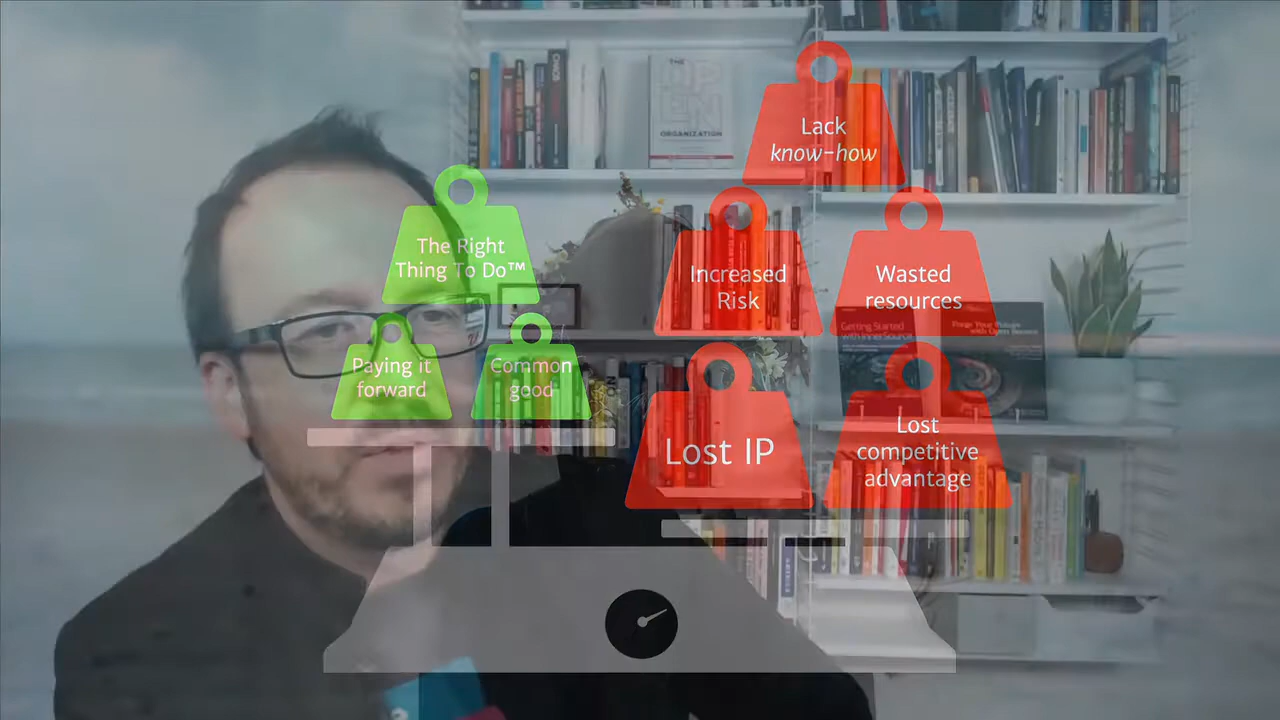 THE
OPEN
ORGANIZATION
Lack
know-how
The Right
Thing To Do™
Increased
Risk
Wasted
resources
Getting Started
with InnerSource
Paying it
forward
Common
good
Lost IP
Lost
competitive
advantage